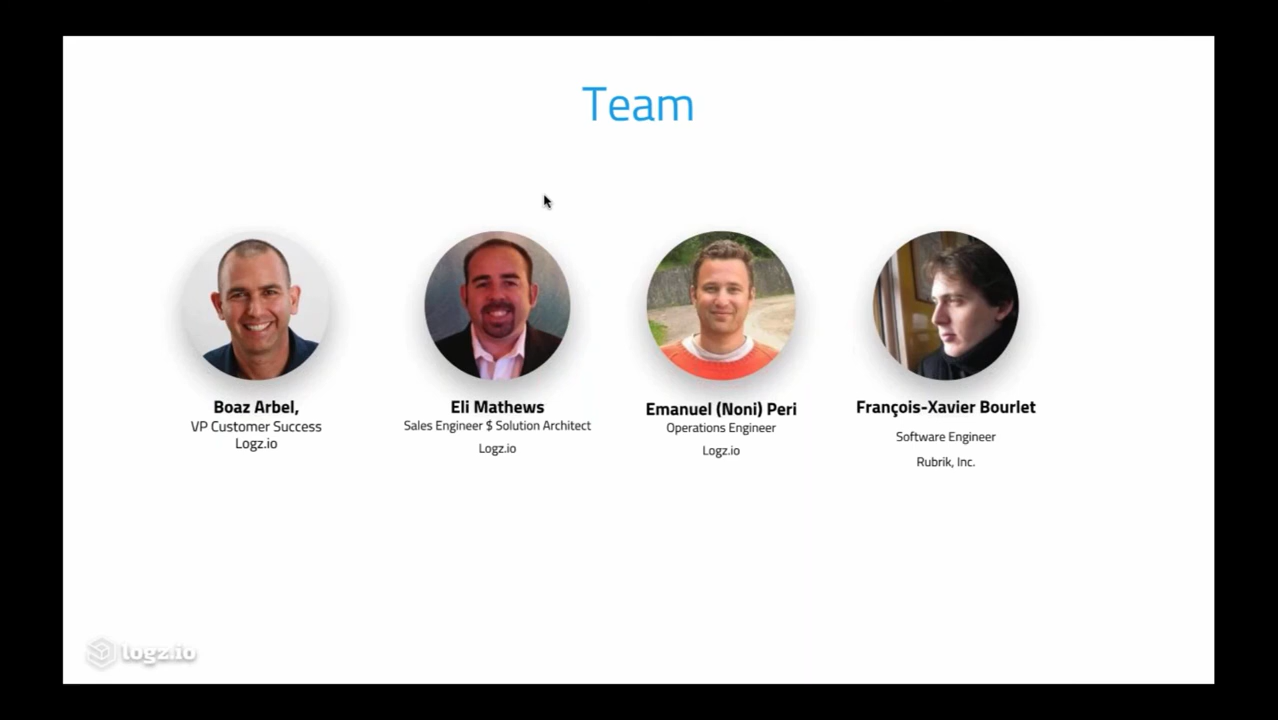 Team
Boaz Arbel,
VP Customer Success
Logz.io
Eli Mathews
Sales Engineer $ Solution Architect
Logz.io
Emanuel (Noni) Peri
Operations Engineer
Logz.io
François-Xavier Bourlet
Software Engineer
Rubrik, Inc.
logz.io